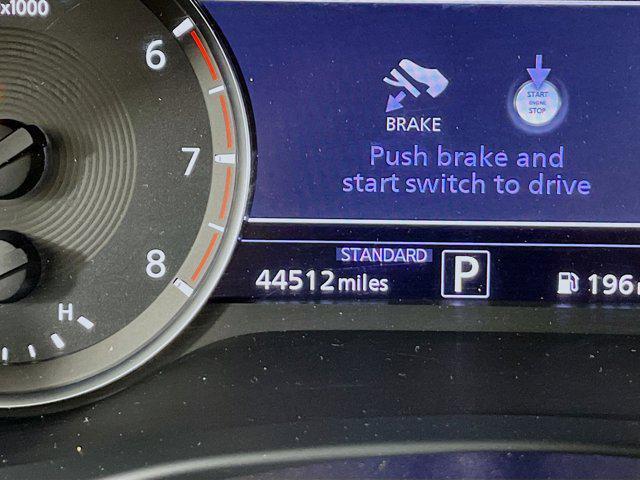 x1000
6
7
8
H
BRAKE
START
ENGINE
STOP
Push brake and
start switch to drive
STANDARD
44512 miles
P
196